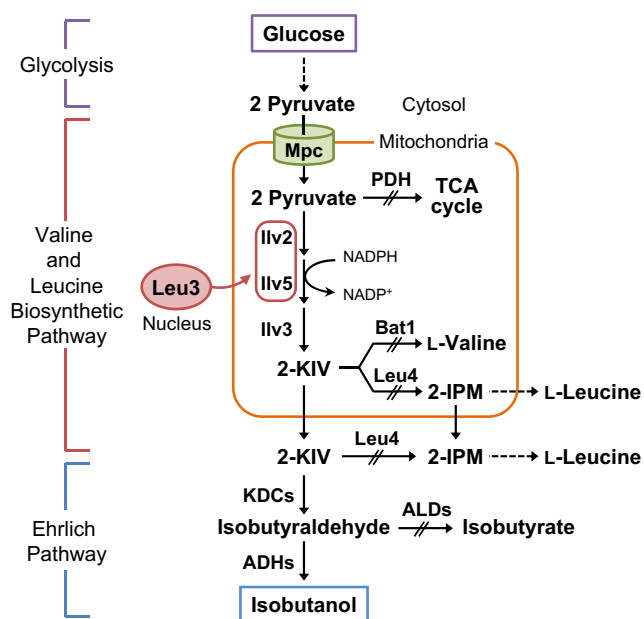 Glucose
Glycolysis
2 Pyruvate
Cytosol
Mpc
Mitochondria
2 Pyruvate
PDH
TCA
cycle
Ilv2
NADPH
Valine
and
Leucine
Biosynthetic
Pathway
Leu3
Ilv5
NADP⁺
Nucleus
Ilv3
Bat1
L-Valine
2-KIV
Leu4
2-IPM
L-Leucine
Leu4
2-KIV
2-IPM
L-Leucine
KDCs
ALDs
Ehrlich
Pathway
Isobutyraldehyde
Isobutyrate
ADHs
Isobutanol